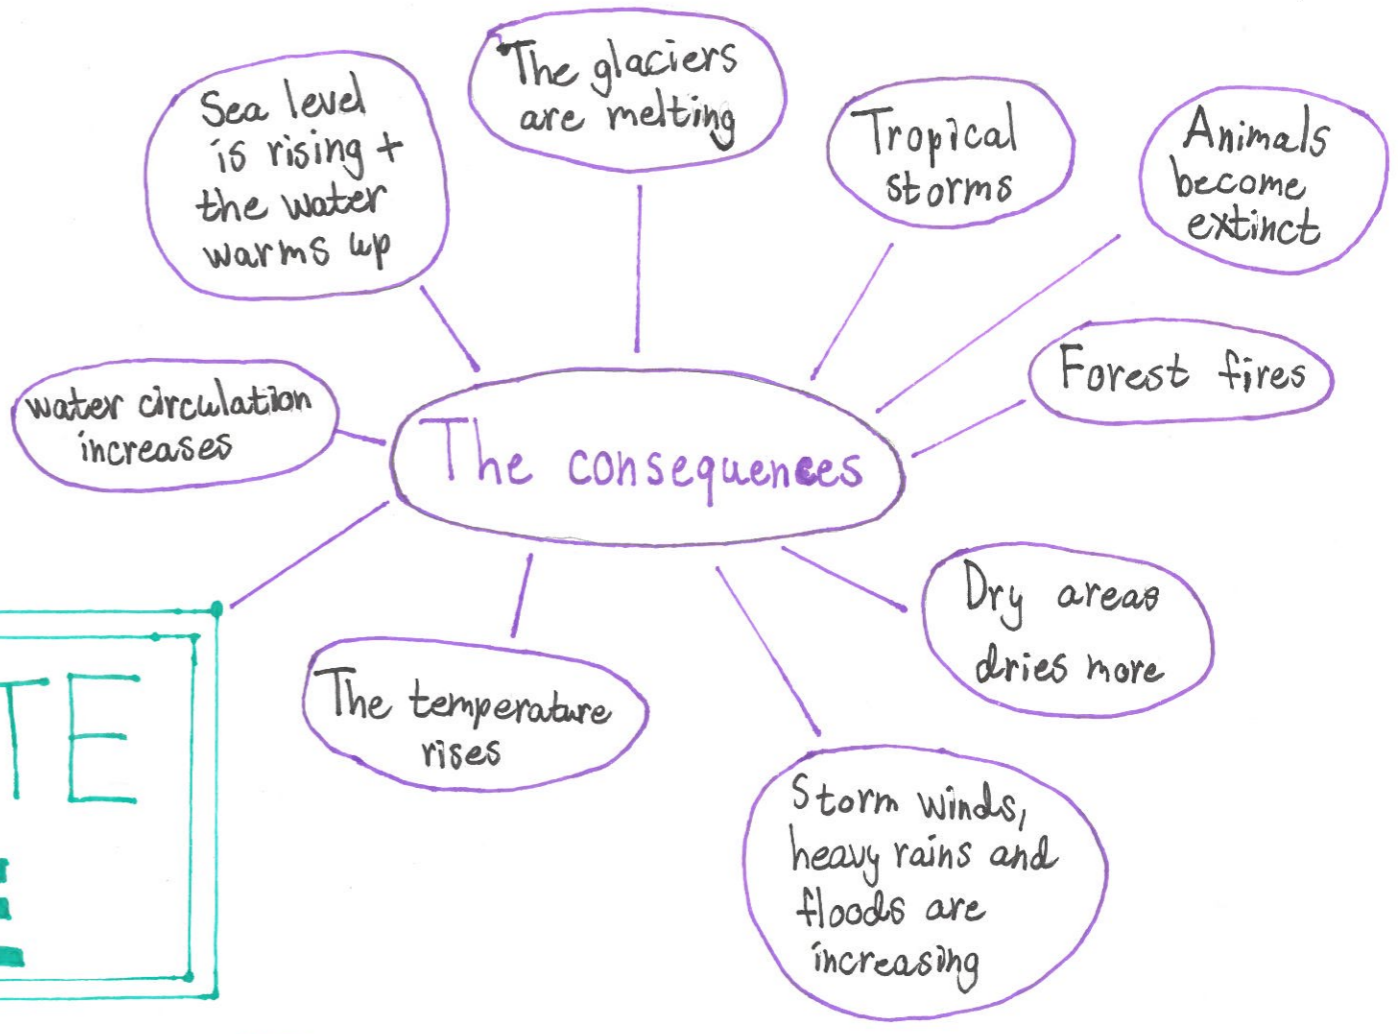 The glaciers
are melting
Sea level
is rising +
the water
warms up
Tropical
storms
Animals
become
extinct
Forest fires
water circulation
increases
The consequences
Dry areas
dries more
The temperature
rises
TE
E
Storm winds,
heavy rains and
floods are
increasing